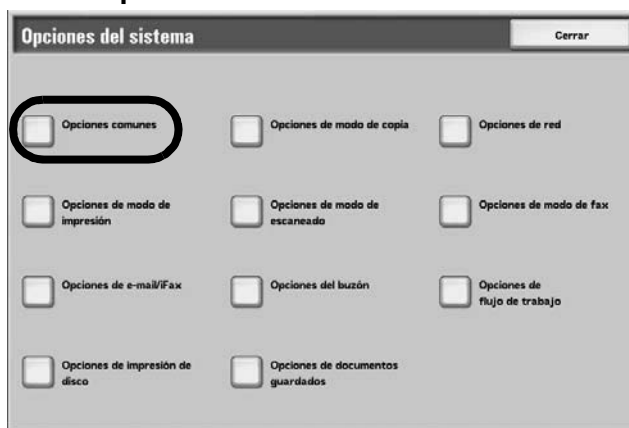 Opciones del sistema
Cerrar
Opciones comunes
Opciones de modo de copia
Opciones de red
Opciones de modo de
impresión
Opciones de modo de
escaneado
Opciones de modo de fax
Opciones de e-mail/iFax
Opciones del buzón
Opciones de
flujo de trabajo
Opciones de impresión de
disco
Opciones de documentos
guardados